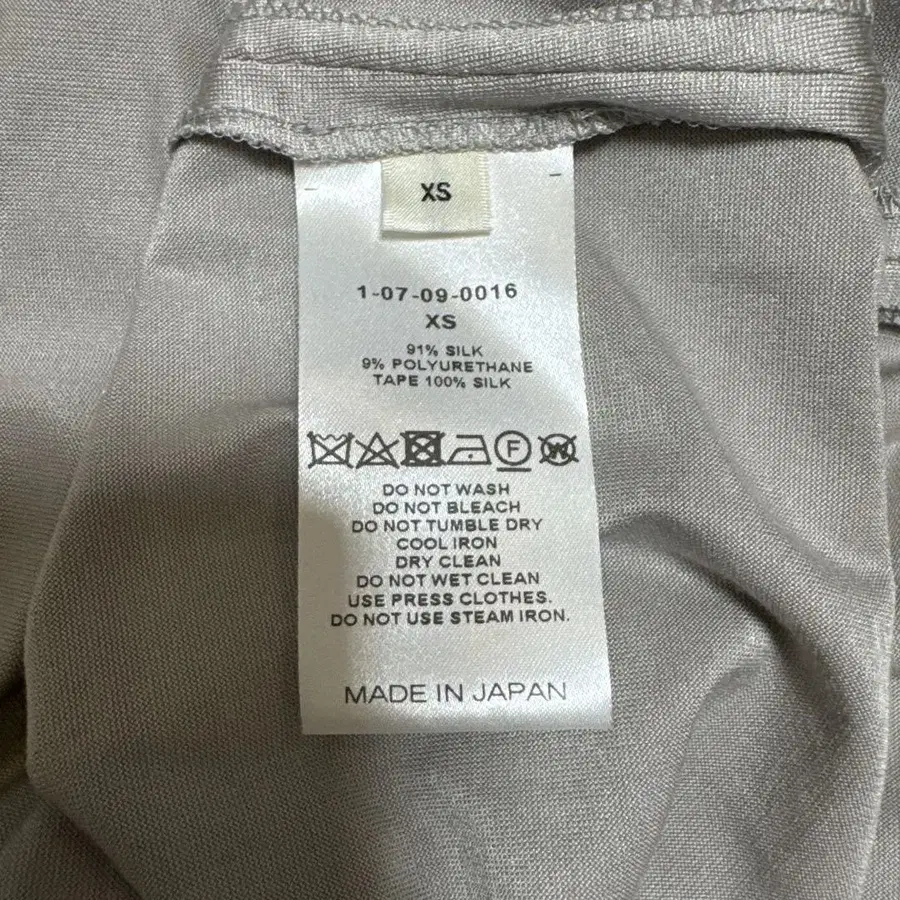 XS
1-07-09-0016
XS
91% SILK
9% POLYURETHANE
TAPE 100% SILK
F W
DO NOT WASH
DO NOT BLEACH
DO NOT TUMBLE DRY
COOL IRON
DRY CLEAN
DO NOT WET CLEAN
USE PRESS CLOTHES.
DO NOT USE STEAM IRON.
MADE IN JAPAN